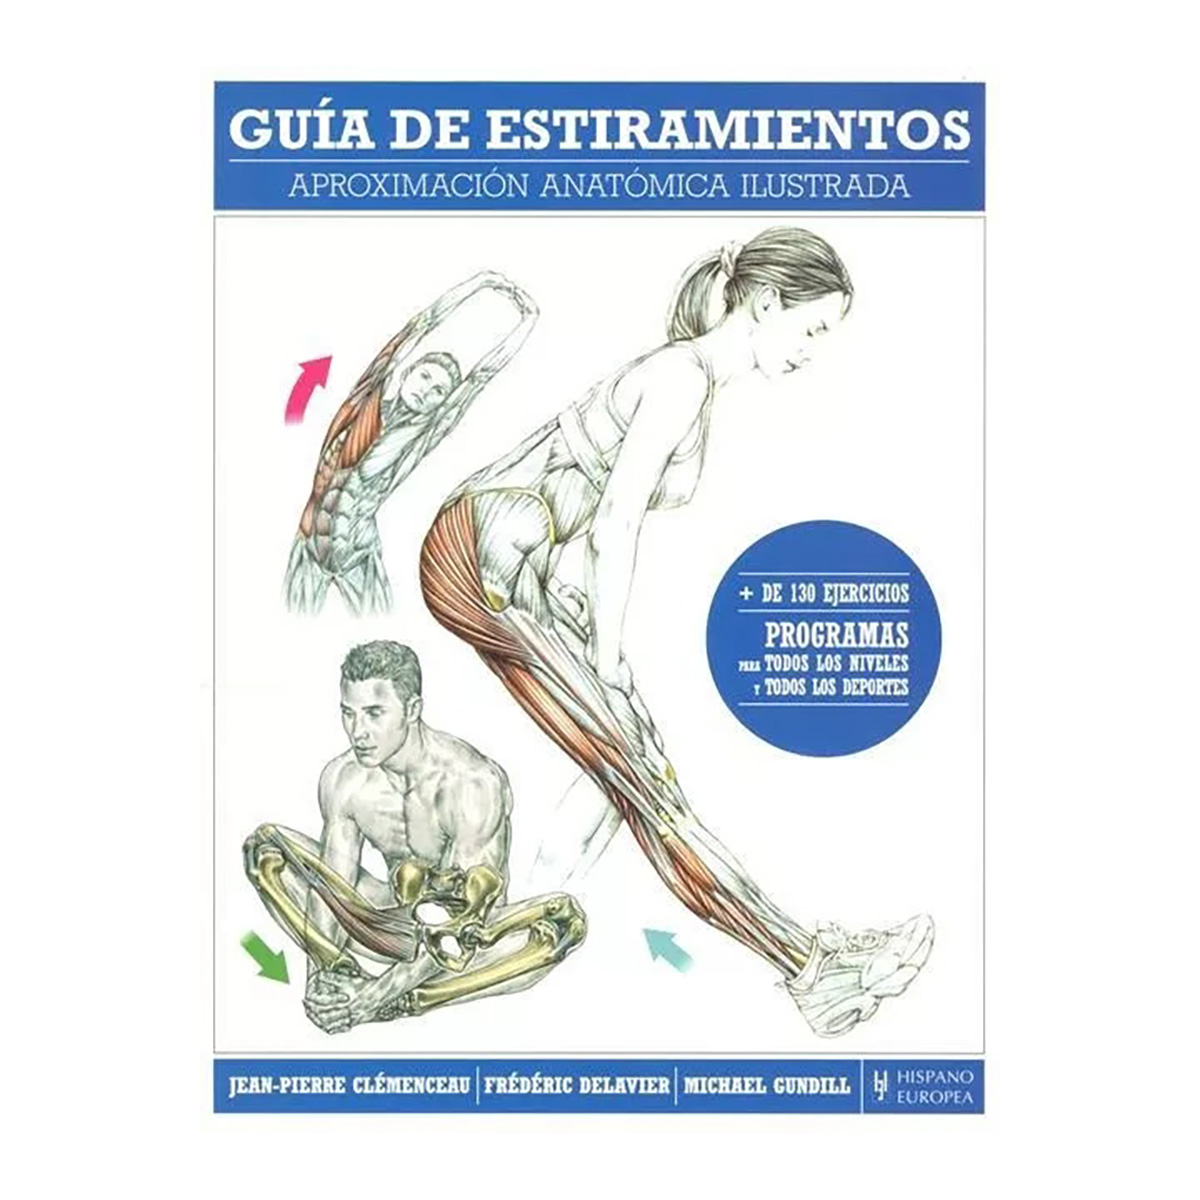 GUÍA DE ESTIRAMIENTOS
APROXIMACIÓN ANATÓMICA ILUSTRADA
+ DE 130 EJERCICIOS
PROGRAMAS
PARA TODOS LOS NIVELES
Y TODOS LOS DEPORTES
JEAN-PIERRE CLÉMENCEAU | FRÉDÉRIC DELAVIER | MICHAEL GUNDILL
HISPANO
EUROPEA